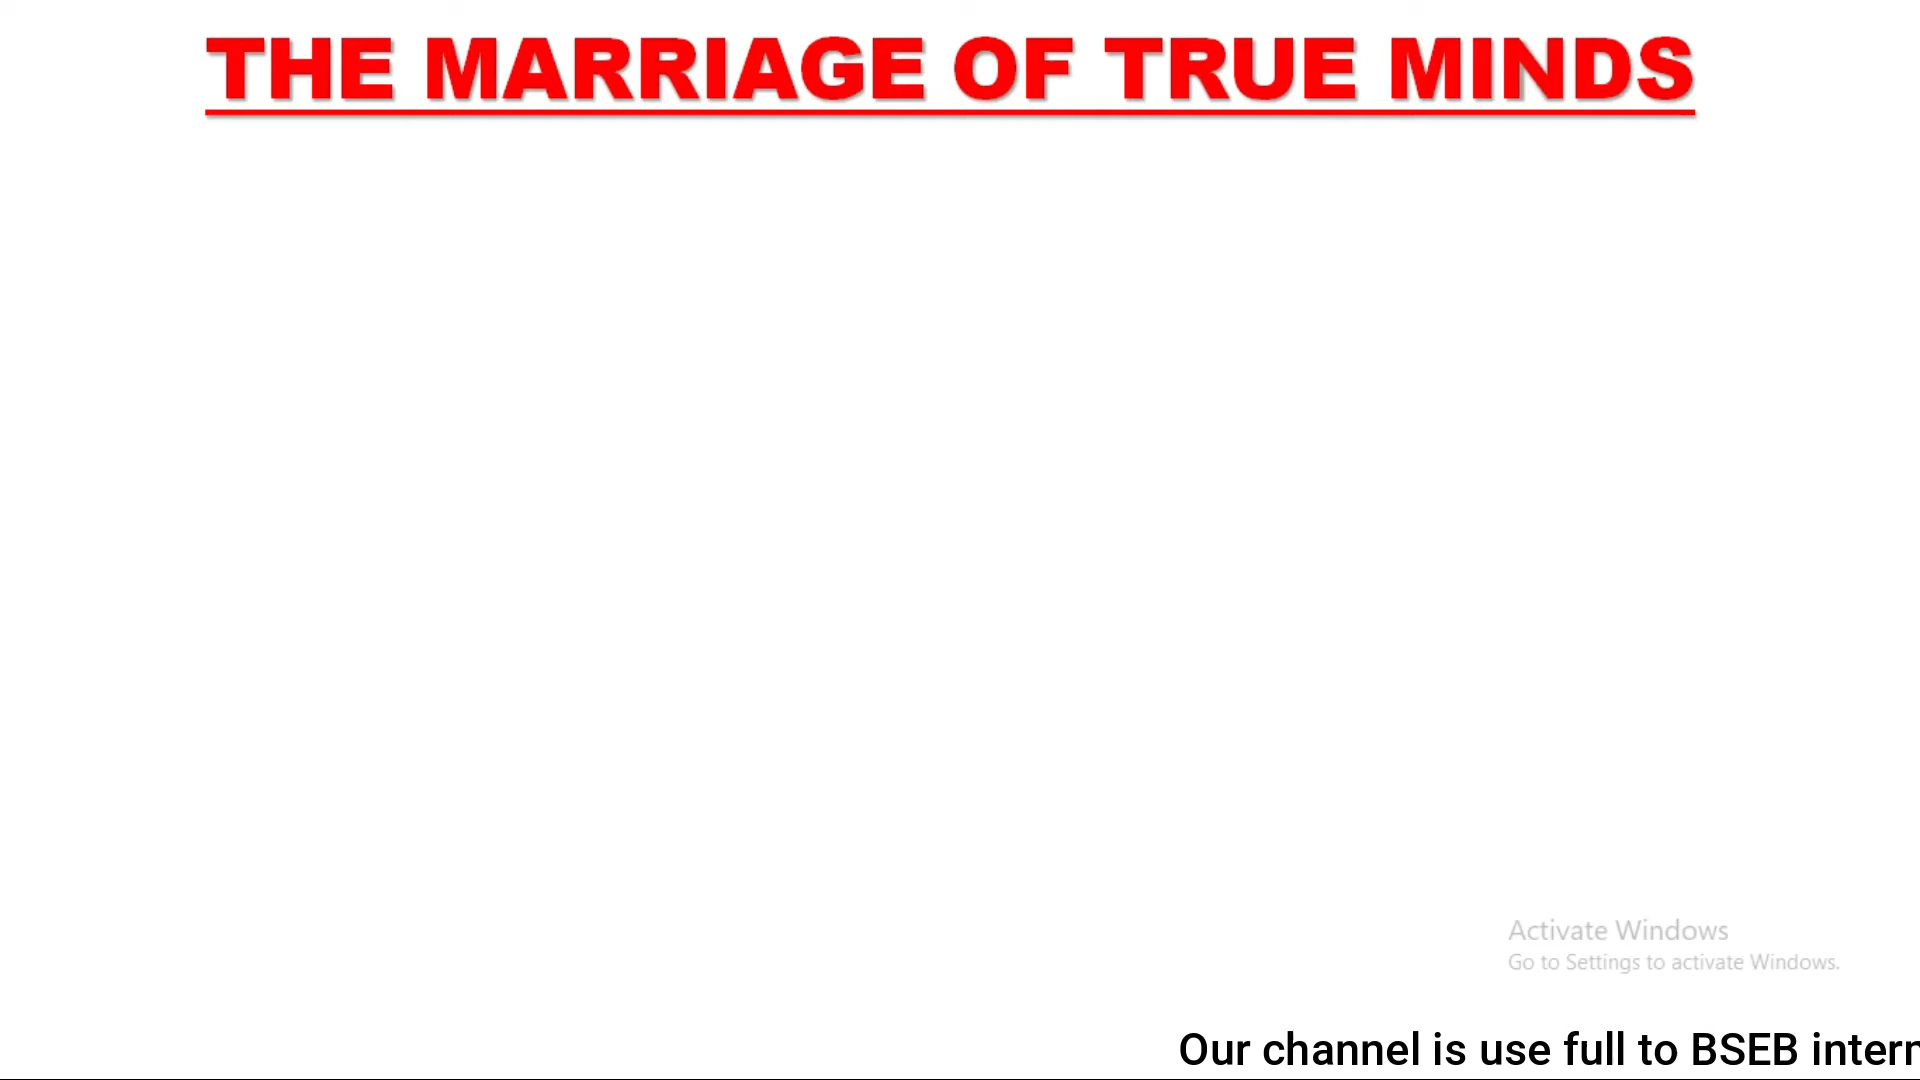 THE MARRIAGE OF TRUE MINDS
Activate Windows
Go to Settings to activate Windows.
Our channel is use full to BSEB intern